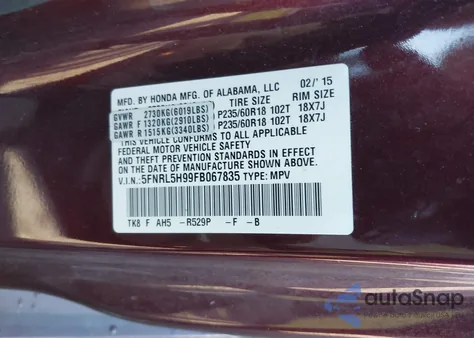 MFD. BY HONDA MFG. OF ALABAMA, LLC 02/'15
TIRE SIZE RIM SIZE
GVWR 2730KG(6019LBS)
GAWR F 1320KG(2910LBS) P235/60R18 102T 18X7J
GAWR R 1515KG(3340LBS) P235/60R18 102T 18X7J
THIS VEHICLE CONFORMS TO ALL APPLICABLE
FEDERAL MOTOR VEHICLE SAFETY
AND THEFT PREVENTION STANDARDS IN EFFECT
ON THE DATE OF MANUFACTURE SHOWN ABOVE.
V.I.N.: 5FNRL5H99FB067835 TYPE: MPV
TK8 F AH5 -R529P -F -B
autoSnap